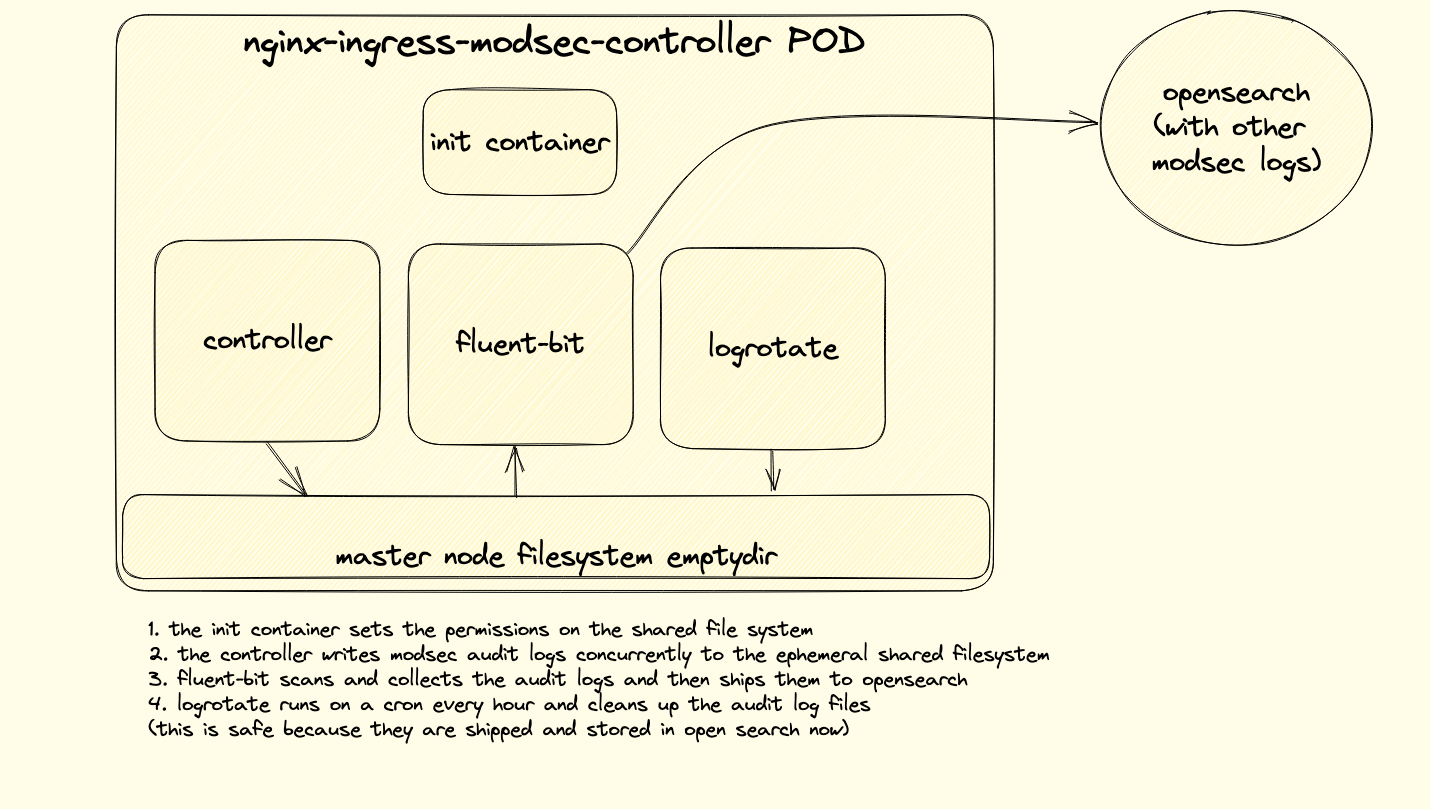 nginx-ingress-modsec-controller POD
init container
opensearch
(with other
modsec logs)
controller
fluent-bit
logrotate
master node filesystem emptydir
1. the init container sets the permissions on the shared file system
2. the controller writes modsec audit logs concurrently to the ephemeral shared filesystem
3. fluent-bit scans and collects the audit logs and then ships them to opensearch
4. logrotate runs on a cron every hour and cleans up the audit log files
(this is safe because they are shipped and stored in open search now)